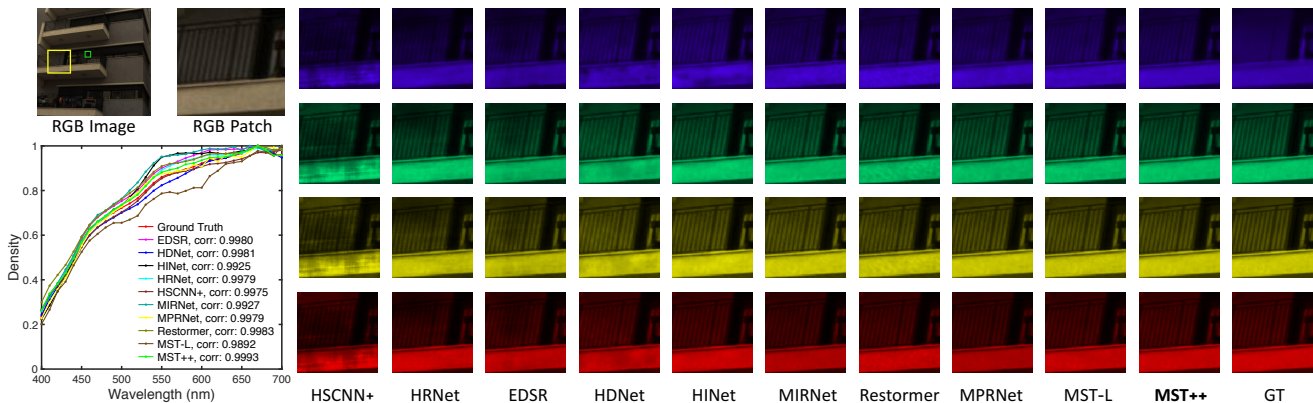 RGB Image
RGB Patch
1
0.8
0.6
0.4
0.2
0
Density
Ground Truth
EDSR, corr: 0.9980
HDNet, corr: 0.9981
HINet, corr: 0.9925
HRNet, corr: 0.9979
HSCNN+, corr: 0.9975
MIRNet, corr: 0.9927
MPRNet, corr: 0.9979
Restormer, corr: 0.9983
MST-L, corr: 0.9892
MST++, corr: 0.9993
400 450 500 550 600 650 700
Wavelength (nm)
HSCNN+ HRNet EDSR HDNet HINet MIRNet Restormer MPRNet MST-L MST++ GT